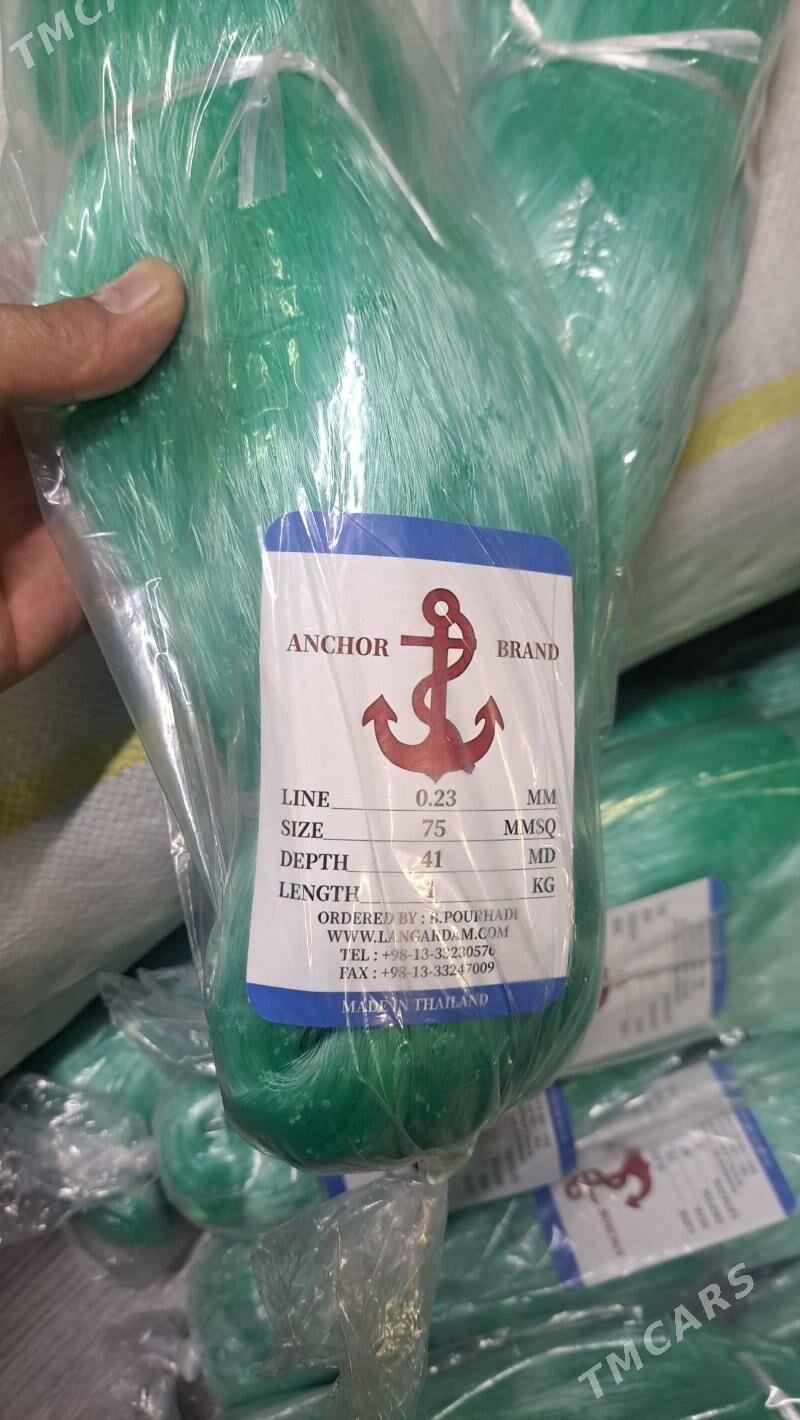 TMCA
ANCHOR BRAND
LINE 0.23 MM
SIZE 75 MMSQ
DEPTH 41 MD
LENGTH 1 KG
ORDERED BY : B.POURHADI
WWW.LANGARDAM.COM
TEL : +98-13-33230576
FAX : +98-13-33247009
MADE IN THAILAND
TMCARS